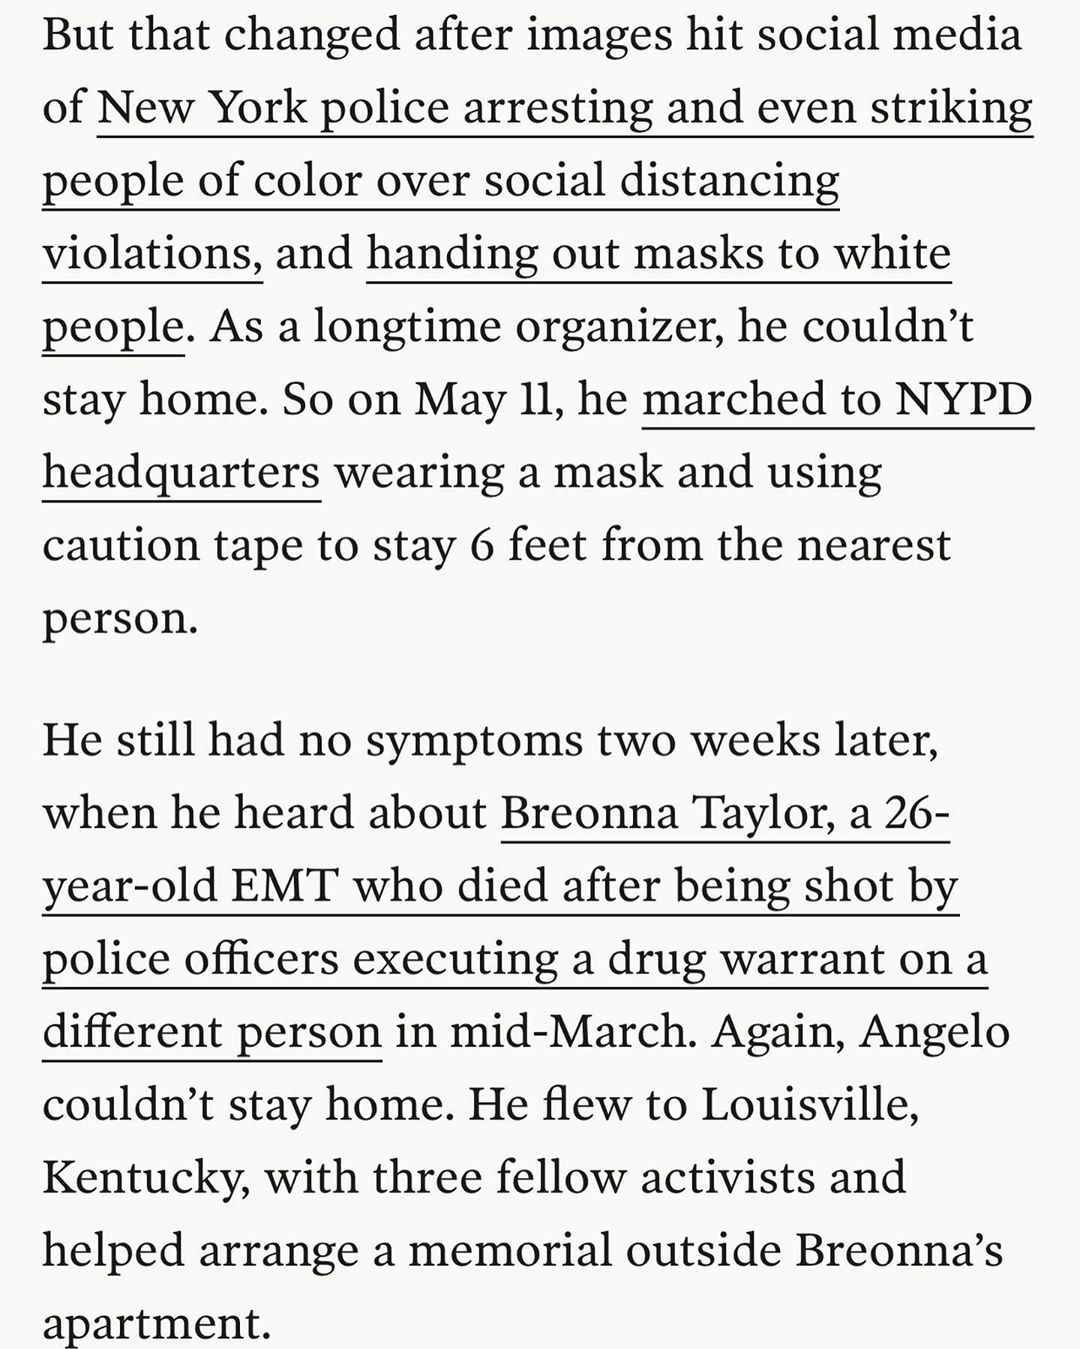 But that changed after images hit social media
of New York police arresting and even striking
people of color over social distancing
violations, and handing out masks to white
people. As a longtime organizer, he couldn’t
stay home. So on May 11, he marched to NYPD
headquarters wearing a mask and using
caution tape to stay 6 feet from the nearest
person.
He still had no symptoms two weeks later,
when he heard about Breonna Taylor, a 26-
year-old EMT who died after being shot by
police officers executing a drug warrant on a
different person in mid-March. Again, Angelo
couldn’t stay home. He flew to Louisville,
Kentucky, with three fellow activists and
helped arrange a memorial outside Breonna’s
apartment.